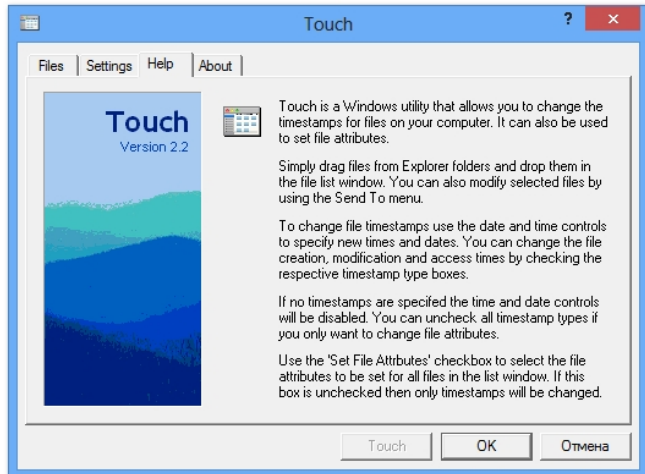 Touch
?
×
Files
Settings
Help
About
Touch
Version 2.2
Touch is a Windows utility that allows you to change the
timestamps for files on your computer. It can also be used
to set file attributes.
Simply drag files from Explorer folders and drop them in
the file list window. You can also modify selected files by
using the Send To menu.
To change file timestamps use the date and time controls
to specify new times and dates. You can change the file
creation, modification and access times by checking the
respective timestamp type boxes.
If no timestamps are specifed the time and date controls
will be disabled. You can uncheck all timestamp types if
you only want to change file attributes.
Use the 'Set File Attrbutes' checkbox to select the file
attributes to be set for all files in the list window. If this
box is unchecked then only timestamps will be changed.
Touch
OK
Отмена